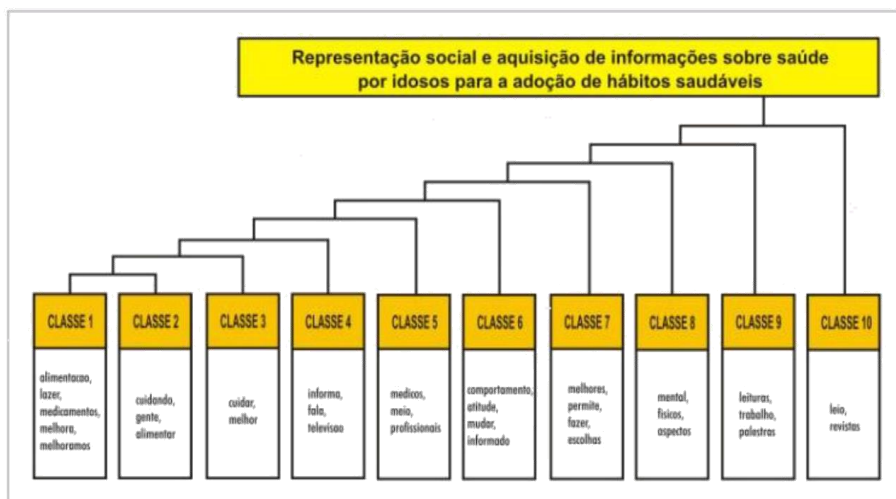 Representação social e aquisição de informações sobre saúde
por idosos para a adoção de hábitos saudáveis
CLASSE 1
alimentacao,
lazer,
medicamentos,
melhora,
melhoramos
CLASSE 2
cuidando,
gente,
alimentar
CLASSE 3
cuidar,
melhor
CLASSE 4
informa,
fala,
televisao
CLASSE 5
medicos,
meio,
profissionais
CLASSE 6
comportamento,
atitude,
mudar,
informado
CLASSE 7
melhores,
permite,
fazer,
escolhas
CLASSE 8
mental,
fisicos,
aspectos
CLASSE 9
leituras,
trabalho,
palestras
CLASSE 10
leio,
revistas